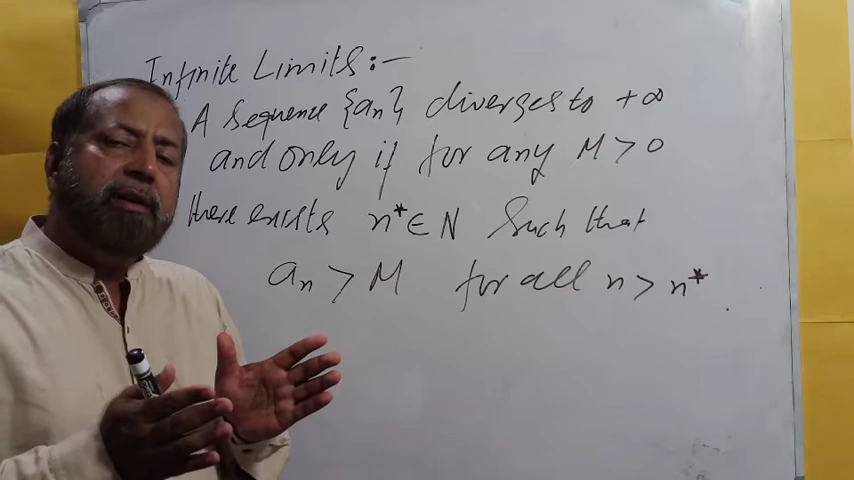 Infinite Limits :-
A Sequence {an} diverges to +∞
and only if for any M > 0
there exists n* ∈ N Such that
an > M for all n > n*